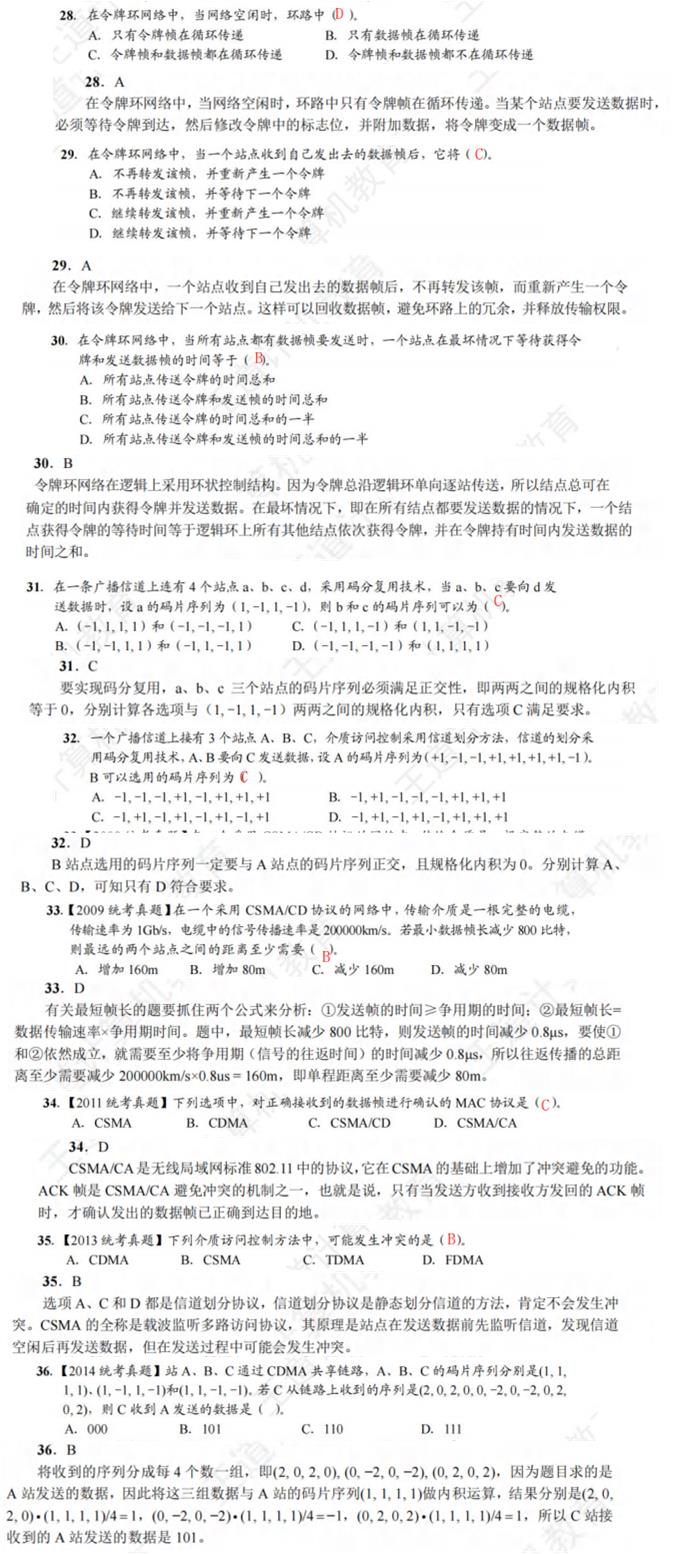 28. 在令牌环网络中，当网络空闲时，环路中（D）。
A. 只有令牌帧在循环传递 B. 只有数据帧在循环传递
C. 令牌帧和数据帧都在循环传递 D. 令牌帧和数据帧都不在循环传递
28. A
在令牌环网络中，当网络空闲时，环路中只有令牌帧在循环传递。当某个站点要发送数据时，
必须等待令牌到达，然后修改令牌中的标志位，并附加数据，将令牌变成一个数据帧。
29. 在令牌环网络中，当一个站点收到自己发出去的数据帧后，它将（C）。
A. 不再转发该帧，并重新产生一个令牌
B. 不再转发该帧，并等待下一个令牌
C. 继续转发该帧，并重新产生一个令牌
D. 继续转发该帧，并等待下一个令牌
29. A
在令牌环网络中，一个站点收到自己发出去的数据帧后，不再转发该帧，而重新产生一个令
牌，然后将该令牌发送给下一个站点。这样可以回收数据帧，避免环路上的冗余，并释放传输权限。
30. 在令牌环网络中，当所有站点都有数据帧要发送时，一个站点在最坏情况下等待获得令
牌和发送数据帧的时间等于（B）。
A. 所有站点传送令牌的时间总和
B. 所有站点传送令牌和发送帧的时间总和
C. 所有站点传送令牌的时间总和的一半
D. 所有站点传送令牌和发送帧的时间总和的一半
30. B
令牌环网络在逻辑上采用环状控制结构。因为令牌总沿逻辑环单向逐站传送，所以结点总可在
确定的时间内获得令牌并发送数据。在最坏情况下，即在所有结点都要发送数据的情况下，一个结
点获得令牌的等待时间等于逻辑环上所有其他结点依次获得令牌，并在令牌持有时间内发送数据的
时间之和。
31. 在一条广播信道上连有 4 个站点 a、b、c、d，采用码分复用技术，当 a、b、c 要向 d 发
送数据时，设 a 的码片序列为（1, -1, 1, -1），则 b 和 c 的码片序列可以为（C）。
A.（-1, 1, 1, 1）和（-1, -1, -1, 1） C.（-1, 1, 1, -1）和（1, 1, -1, -1）
B.（-1, -1, 1, 1）和（-1, 1, -1, 1） D.（-1, -1, -1, -1）和（1, 1, 1, 1）
31. C
要实现码分复用，a、b、c 三个站点的码片序列必须满足正交性，即两两之间的规格化内积
等于 0，分别计算各选项与（1, -1, 1, -1）两两之间的规格化内积，只有选项 C 满足要求。
32. 一个广播信道上接有 3 个站点 A、B、C，介质访问控制采用信道划分方法，信道的划分采
用码分复用技术，A、B 要向 C 发送数据，设 A 的码片序列为（+1, -1, -1, +1, +1, +1, +1, -1）。
B 可以选用的码片序列为（C）。
A. -1, -1, -1, +1, -1, +1, +1, +1 B. -1, +1, -1, -1, -1, +1, +1, +1
C. -1, +1, -1, +1, -1, +1, -1, +1 D. -1, +1, -1, +1, -1, +1, +1, +1
32. D
B 站点选用的码片序列一定要与 A 站点的码片序列正交，且规格化内积为 0。分别计算 A、
B、C、D，可知只有 D 符合要求。
33.【2009 统考真题】在一个采用 CSMA/CD 协议的网络中，传输介质是一根完整的电缆，
传输速率为 1Gb/s，电缆中的信号传播速率是 200000km/s。若最小数据帧长减少 800 比特，
则最远的两个站点之间的距离至少需要（B）。
A. 增加 160m B. 增加 80m C. 减少 160m D. 减少 80m
33. D
有关最短帧长的题要抓住两个公式来分析：①发送帧的时间≥争用期的时间；②最短帧长=
数据传输速率×争用期时间。题中，最短帧长减少 800 比特，则发送帧的时间减少 0.8μs，要使①
和②依然成立，就需要至少将争用期（信号的往返时间）的时间减少 0.8μs，所以往返传播的总距
离至少需要减少 200000km/s×0.8us = 160m，即单程距离至少需要减少 80m。
34.【2011 统考真题】下列选项中，对正确接收到的数据帧进行确认的 MAC 协议是（C）。
A. CSMA B. CDMA C. CSMA/CD D. CSMA/CA
34. D
CSMA/CA 是无线局域网标准 802.11 中的协议，它在 CSMA 的基础上增加了冲突避免的功能。
ACK 帧是 CSMA/CA 避免冲突的机制之一，也就是说，只有当发送方收到接收方发回的 ACK 帧
时，才确认发出的数据帧已正确到达目的地。
35.【2013 统考真题】下列介质访问控制方法中，可能发生冲突的是（B）。
A. CDMA B. CSMA C. TDMA D. FDMA
35. B
选项 A、C 和 D 都是信道划分协议，信道划分协议是静态划分信道的方法，肯定不会发生冲
突。CSMA 的全称是载波监听多路访问协议，其原理是站点在发送数据前先监听信道，发现信道
空闲后再发送数据，但在发送过程中可能会发生冲突。
36.【2014 统考真题】站 A、B、C 通过 CDMA 共享链路，A、B、C 的码片序列分别是(1, 1,
1, 1)、(1, -1, 1, -1)和(1, 1, -1, -1)。若 C 从链路上收到的序列是(2, 0, 2, 0, 0, -2, 0, -2, 0, 2,
0, 2)，则 C 收到 A 发送的数据是（ ）。
A. 000 B. 101 C. 110 D. 111
36. B
将收到的序列分成每 4 个数一组，即(2, 0, 2, 0), (0, -2, 0, -2), (0, 2, 0, 2)，因为题目求的是
A 站发送的数据，因此将这三组数据与 A 站的码片序列(1, 1, 1, 1)做内积运算，结果分别是(2, 0,
2, 0)•(1, 1, 1, 1)/4 = 1，(0, -2, 0, -2)•(1, 1, 1, 1)/4 = -1，(0, 2, 0, 2)•(1, 1, 1, 1)/4 = 1，所以 C 站接
收到的 A 站发送的数据是 101。